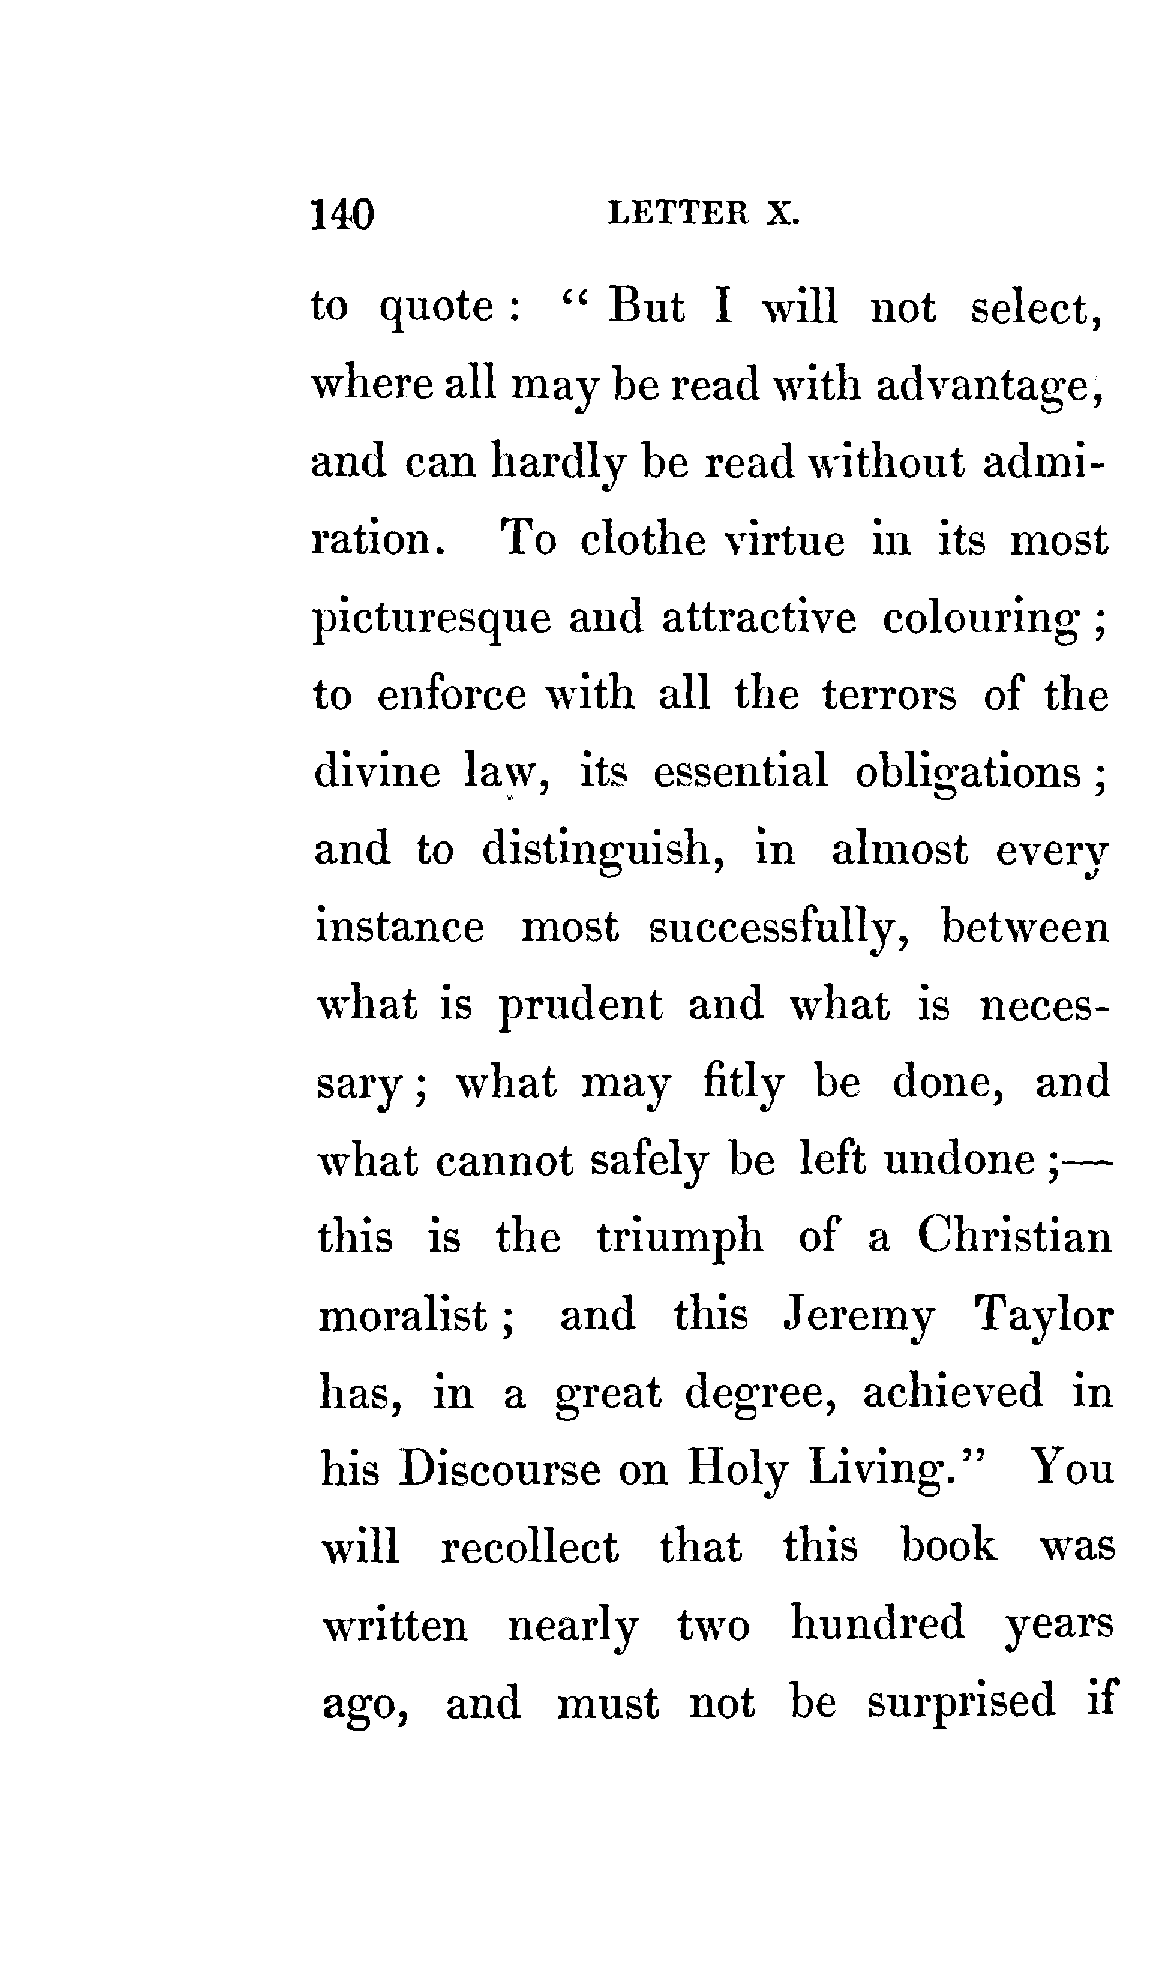 140 LETTER X.
to quote : “ But I will not select,
where all may be read with advantage,
and can hardly be read without admi-
ration. To clothe virtue in its most
picturesque and attractive colouring ;
to enforce with all the terrors of the
divine law, its essential obligations ;
and to distinguish, in almost every
instance most successfully, between
what is prudent and what is neces-
sary ; what may fitly be done, and
what cannot safely be left undone ;—
this is the triumph of a Christian
moralist ; and this Jeremy Taylor
has, in a great degree, achieved in
his Discourse on Holy Living.” You
will recollect that this book was
written nearly two hundred years
ago, and must not be surprised if